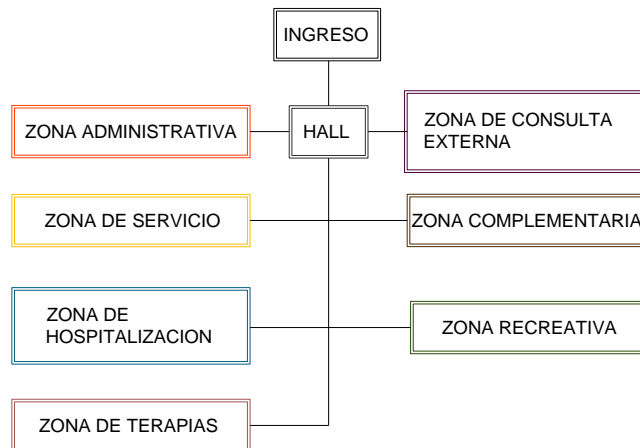 INGRESO
ZONA ADMINISTRATIVA
HALL
ZONA DE CONSULTA
EXTERNA
ZONA DE SERVICIO
ZONA COMPLEMENTARIA
ZONA DE
HOSPITALIZACION
ZONA RECREATIVA
ZONA DE TERAPIAS